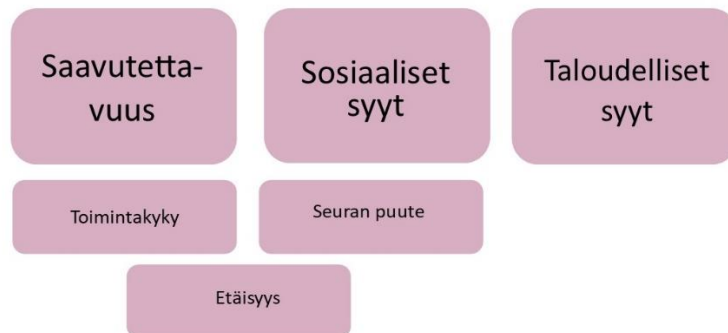 Saavutetta-
vuus
Sosiaaliset
syyt
Taloudelliset
syyt
Toimintakyky
Seuran puute
Etäisyys